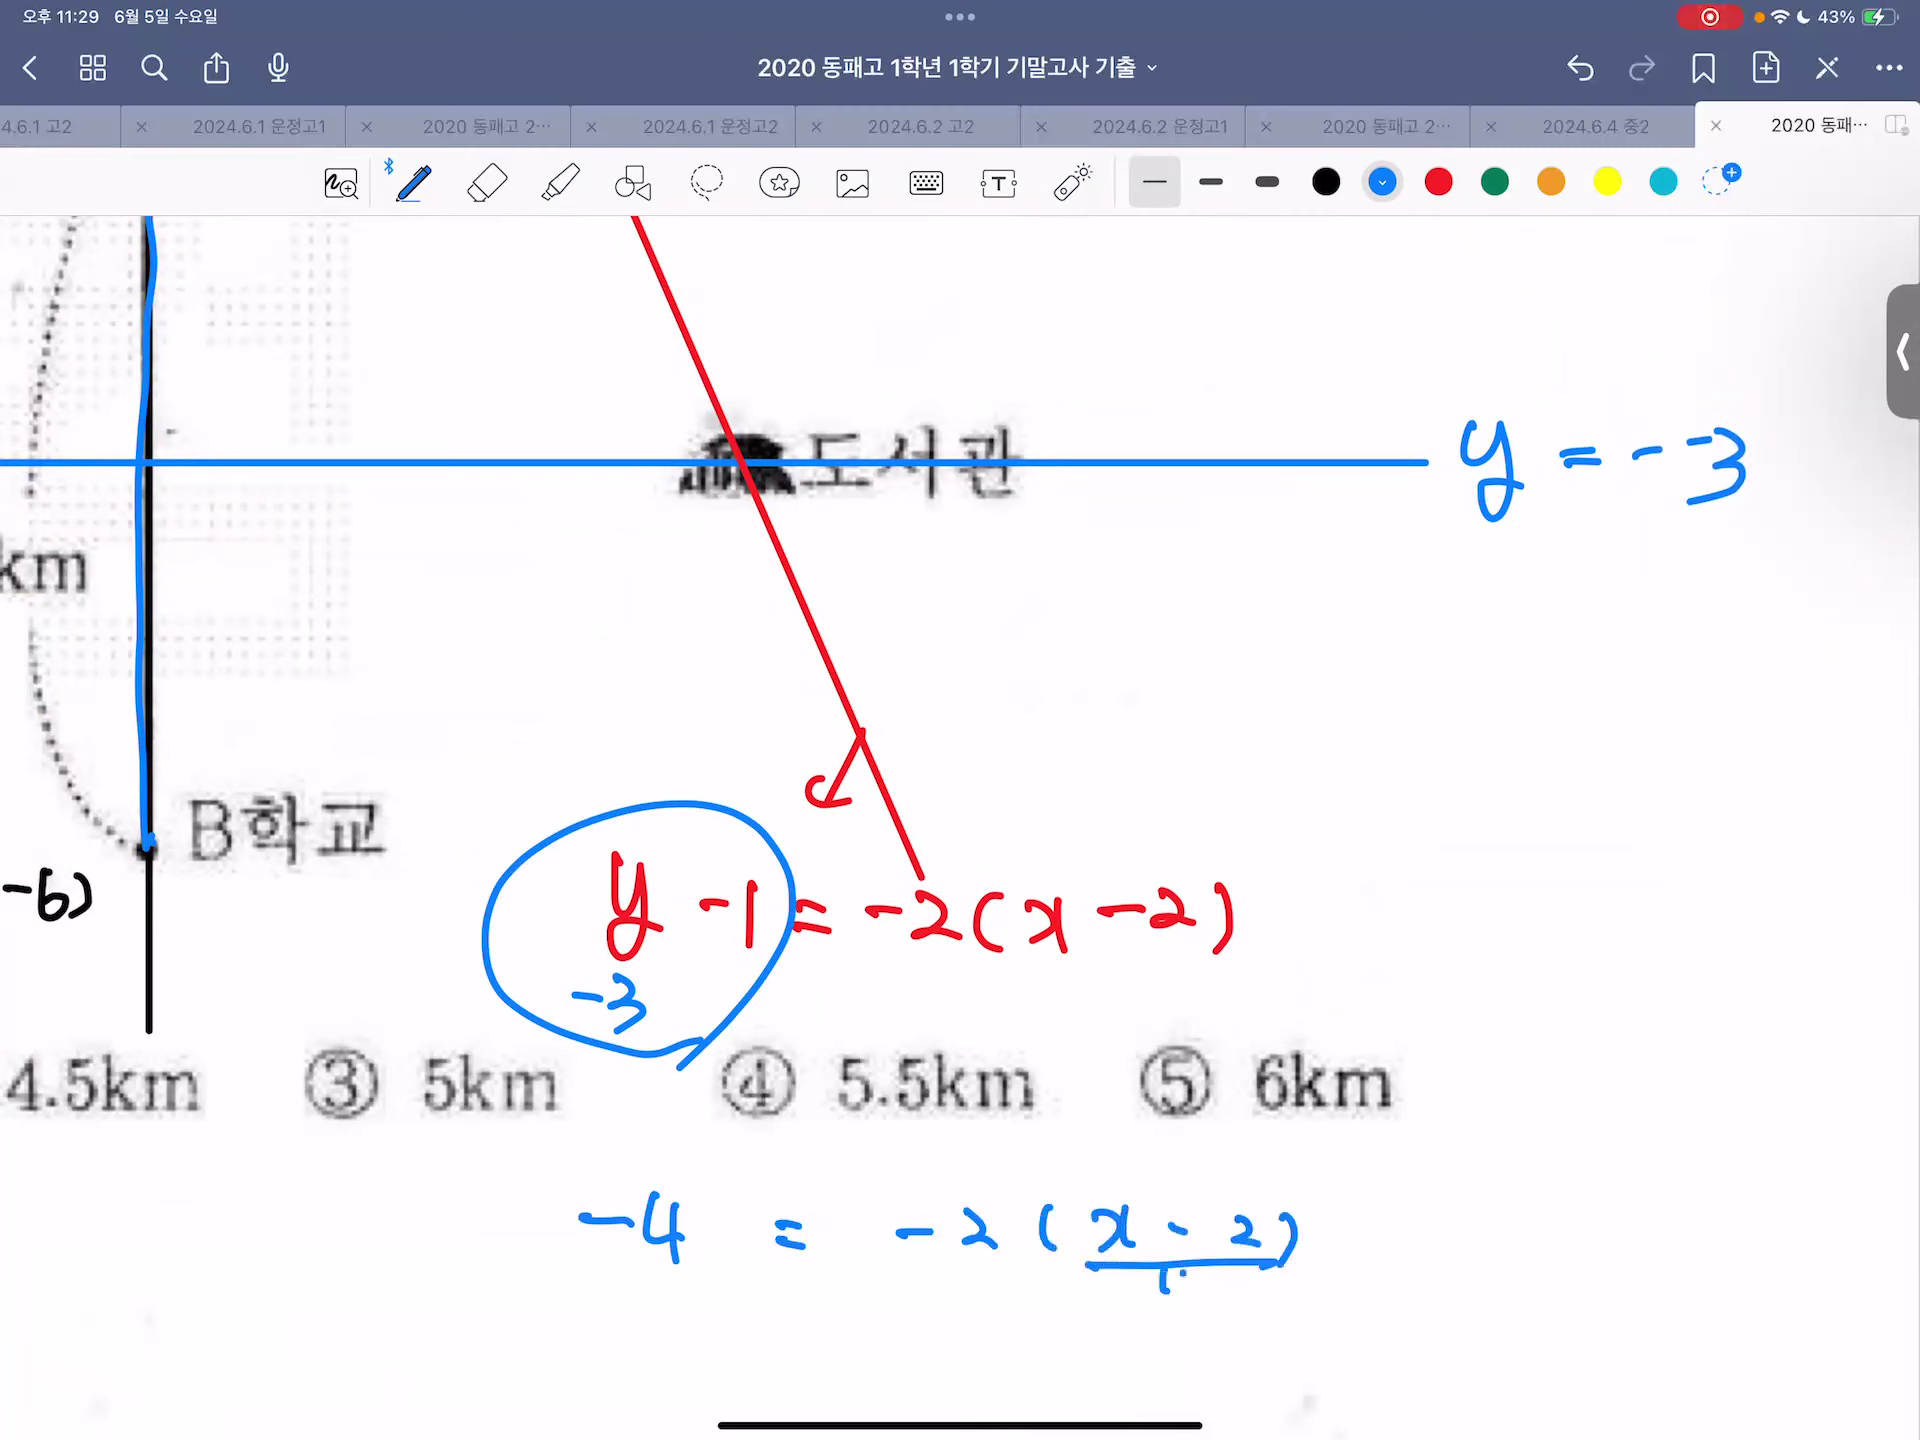 오후 11:29 6월 5일 수요일
43%
2020 동패고 1학년 1학기 기말고사 기출
4.6.1 고2
2024.6.1 운정고1
2020 동패고 2…
2024.6.1 운정고2
2024.6.2 고2
2024.6.2 운정고1
2020 동패고 2…
2024.6.4 중2
2020 동패…
T
도서관
y = -3
km
B학교
-6)
y - 1 = -2(x - 2)
-3
4.5km ③ 5km ④ 5.5km ⑤ 6km
-4 = -2(x - 2)